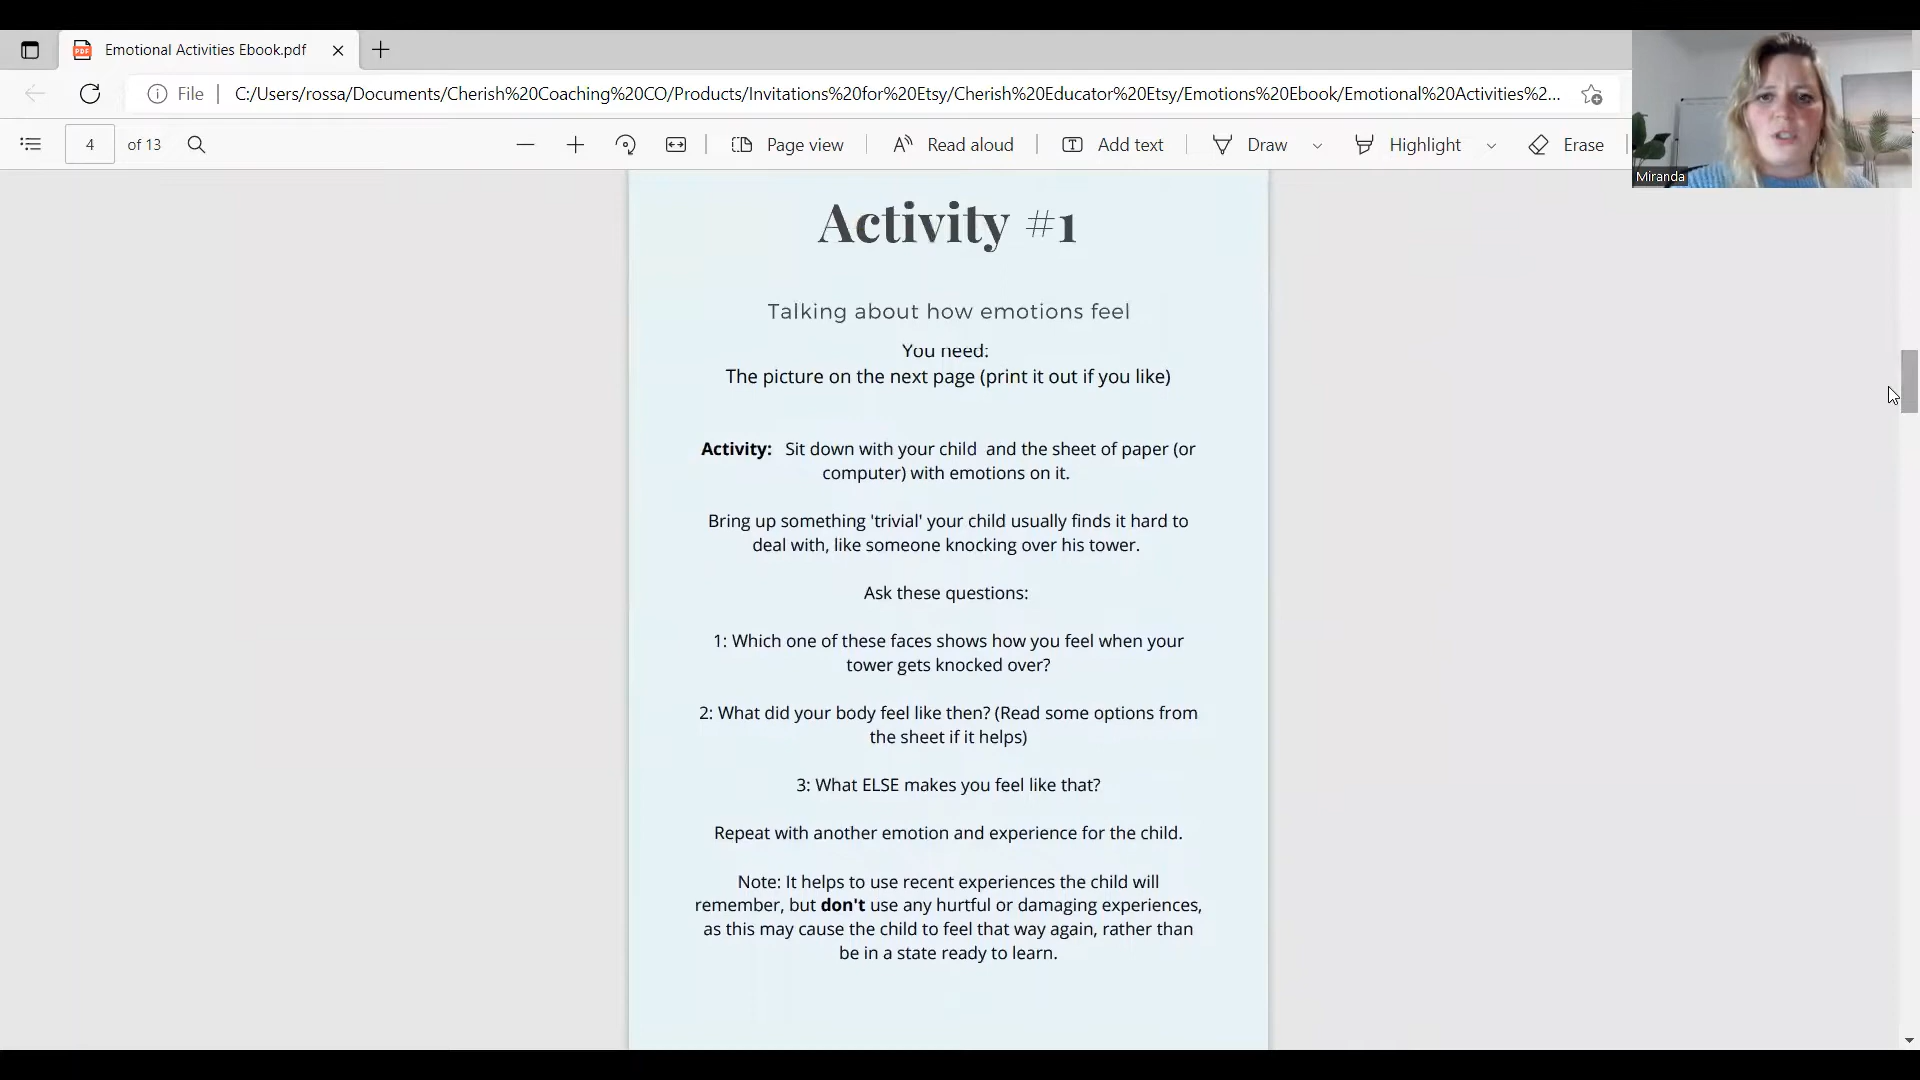 Emotional Activities Ebook.pdf
File
C:/Users/rossa/Documents/Cherish%20Coaching%20CO/Products/Invitations%20for%20Etsy/Cherish%20Educator%20Etsy/Emotions%20Ebook/Emotional%20Activities%2...
4 of 13
Page view
Read aloud
Add text
Draw
Highlight
Erase
Miranda
Activity #1
Talking about how emotions feel
You need:
The picture on the next page (print it out if you like)
Activity: Sit down with your child and the sheet of paper (or
computer) with emotions on it.
Bring up something 'trivial' your child usually finds it hard to
deal with, like someone knocking over his tower.
Ask these questions:
1: Which one of these faces shows how you feel when your
tower gets knocked over?
2: What did your body feel like then? (Read some options from
the sheet if it helps)
3: What ELSE makes you feel like that?
Repeat with another emotion and experience for the child.
Note: It helps to use recent experiences the child will
remember, but don't use any hurtful or damaging experiences,
as this may cause the child to feel that way again, rather than
be in a state ready to learn.